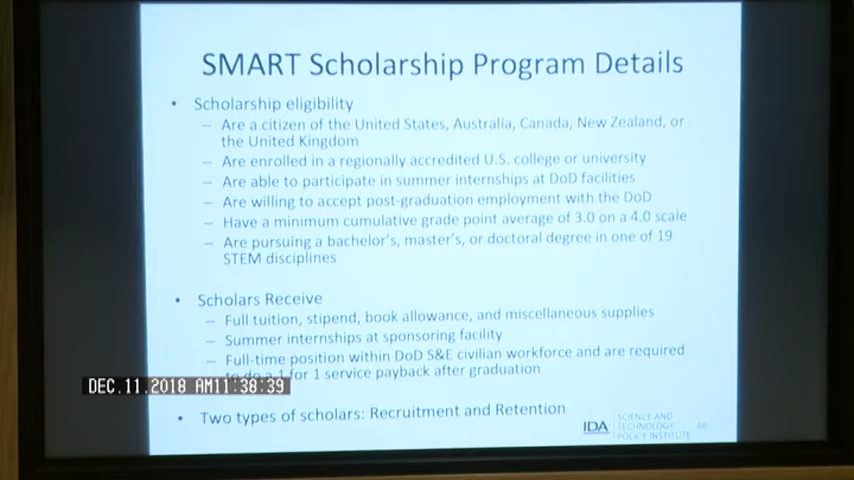 SMART Scholarship Program Details
• Scholarship eligibility
– Are a citizen of the United States, Australia, Canada, New Zealand, or
the United Kingdom
– Are enrolled in a regionally accredited U.S. college or university
– Are able to participate in summer internships at DoD facilities
– Are willing to accept post-graduation employment with the DoD
– Have a minimum cumulative grade point average of 3.0 on a 4.0 scale
– Are pursuing a bachelor's, master's, or doctoral degree in one of 19
STEM disciplines
• Scholars Receive
– Full tuition, stipend, book allowance, and miscellaneous supplies
– Summer internships at sponsoring facility
– Full-time position within DoD S&E civilian workforce and are required
to do a 1 for 1 service payback after graduation
DEC.11.2018 AM11:38:39
• Two types of scholars: Recruitment and Retention
IDA
SCIENCE AND
TECHNOLOGY
POLICY INSTITUTE
46